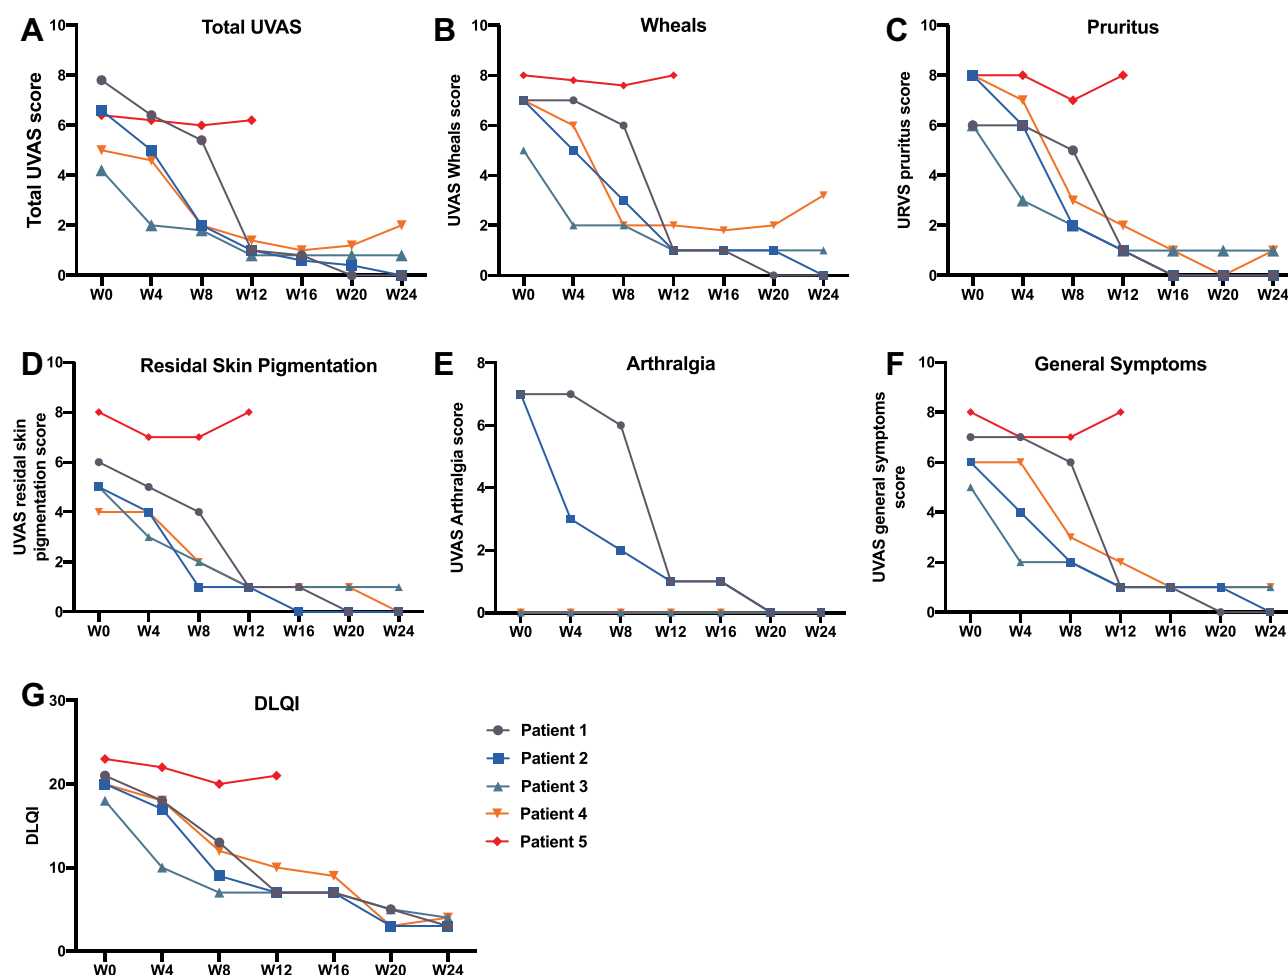 A
Total UVAS
Total UVAS score
10
8
6
4
2
0
W0 W4 W8 W12 W16 W20 W24
B
Wheals
UVAS Wheals score
10
8
6
4
2
0
W0 W4 W8 W12 W16 W20 W24
C
Pruritus
URVS pruritus score
10
8
6
4
2
0
W0 W4 W8 W12 W16 W20 W24
D
Residal Skin Pigmentation
UVAS residal skin
pigmentation score
10
8
6
4
2
0
W0 W4 W8 W12 W16 W20 W24
E
Arthralgia
UVAS Arthralgia score
8
6
4
2
0
W0 W4 W8 W12 W16 W20 W24
F
General Symptoms
UVAS general symptoms
score
10
8
6
4
2
0
W0 W4 W8 W12 W16 W20 W24
G
DLQI
DLQI
30
20
10
0
W0 W4 W8 W12 W16 W20 W24
Patient 1
Patient 2
Patient 3
Patient 4
Patient 5